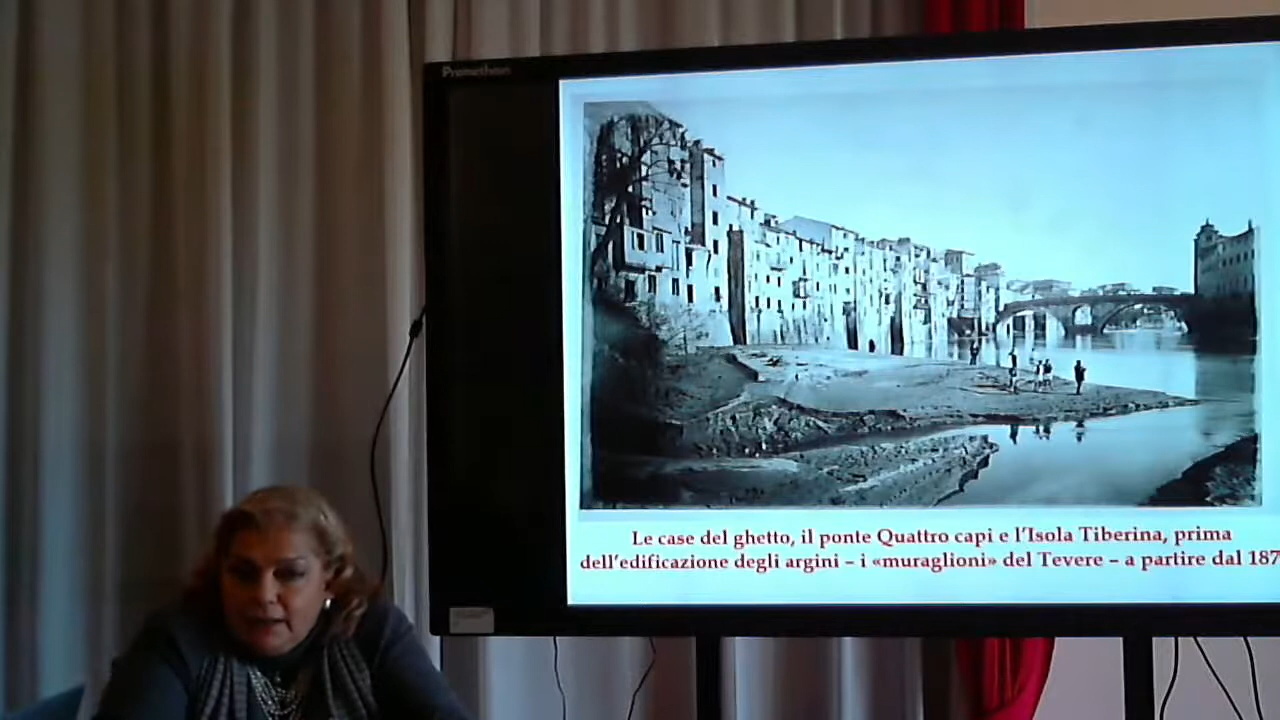 Promethean
Le case del ghetto, il ponte Quattro capi e l'Isola Tiberina, prima
dell'edificazione degli argini – i «muraglioni» del Tevere – a partire dal 187